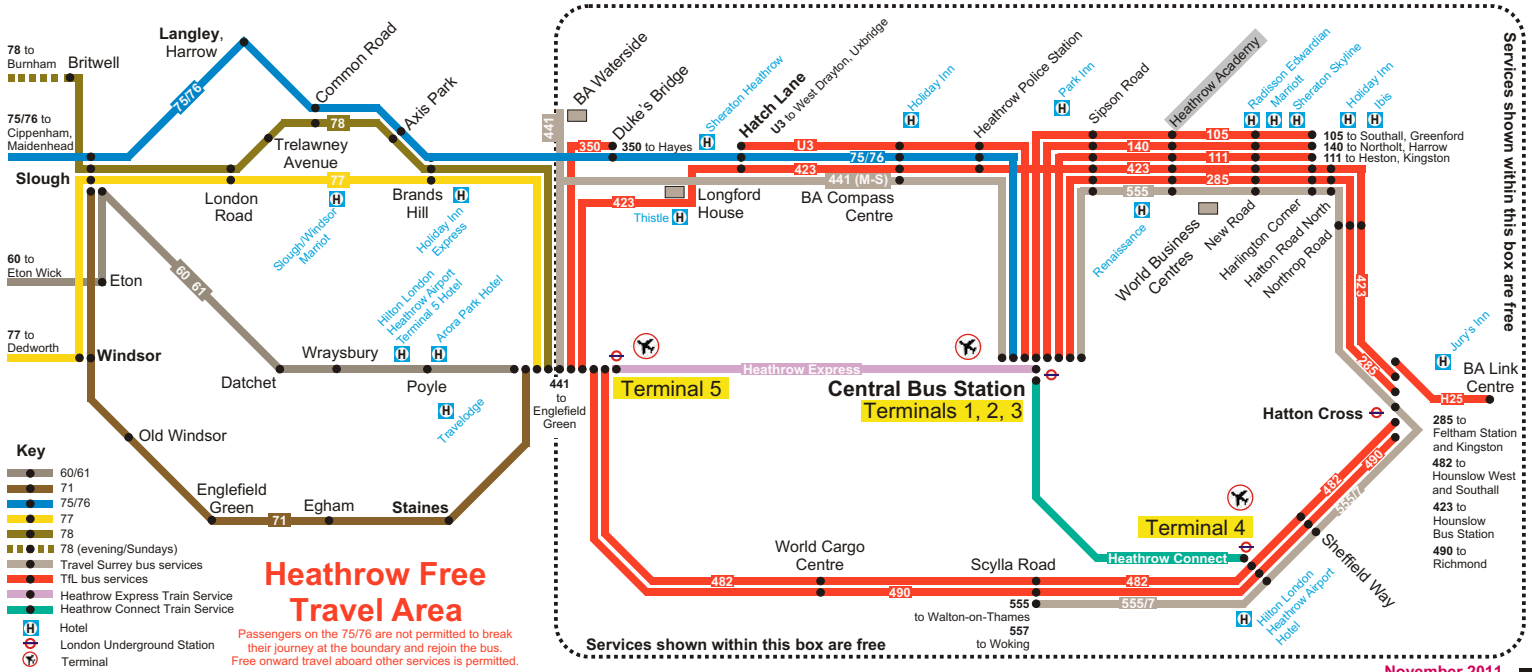 78 to
Burnham
Britwell
Langley,
Harrow
Common Road
Axis Park
75/76
75/76 to
Cippenham,
Maidenhead
78
Trelawney
Avenue
Slough
London
Road
77
Brands
Hill
Slough/Windsor
Marriot
Holiday Inn
Express
60 to
Eton Wick
Eton
60 61
77 to
Dedworth
Windsor
Datchet
Wraysbury
Poyle
Hilton London
Heathrow Airport
Terminal 5 Hotel
Arora Park Hotel
Travelodge
Old Windsor
Englefield
Green
71
Egham
Staines
441
to
Englefield
Green
441
BA Waterside
350
Duke's Bridge
350 to Hayes
Sheraton Heathrow
Hatch Lane
U3 to West Drayton, Uxbridge
U3
Holiday Inn
75/76
423
441 (M-S)
BA Compass
Centre
Heathrow Police Station
Longford
House
Thistle
423
Park Inn
Sipson Road
Heathrow Academy
Radisson Edwardian
Marriott
Sheraton Skyline
Holiday Inn
Ibis
105
140
111
423
285
555
105 to Southall, Greenford
140 to Northolt, Harrow
111 to Heston, Kingston
Renaissance
World Business
Centres
New Road
Harlington Corner
Hatton Road North
Northrop Road
423
285
Services shown within this box are free
Jury's Inn
BA Link
Centre
H25
Hatton Cross
285 to
Feltham Station
and Kingston
482 to
Hounslow West
and Southall
423 to
Hounslow
Bus Station
490 to
Richmond
Terminal 5
Heathrow Express
Central Bus Station
Terminals 1, 2, 3
Terminal 4
Heathrow Connect
482
490
555/7
Sheffield Way
Hilton London
Heathrow Airport
Hotel
World Cargo
Centre
Scylla Road
482
490
482
555/7
555
to Walton-on-Thames
557
to Woking
Services shown within this box are free
Key
60/61
71
75/76
77
78
78 (evening/Sundays)
Travel Surrey bus services
TfL bus services
Heathrow Express Train Service
Heathrow Connect Train Service
H Hotel
London Underground Station
Terminal
Heathrow Free
Travel Area
Passengers on the 75/76 are not permitted to break
their journey at the boundary and rejoin the bus.
Free onward travel aboard other services is permitted.
November 2011